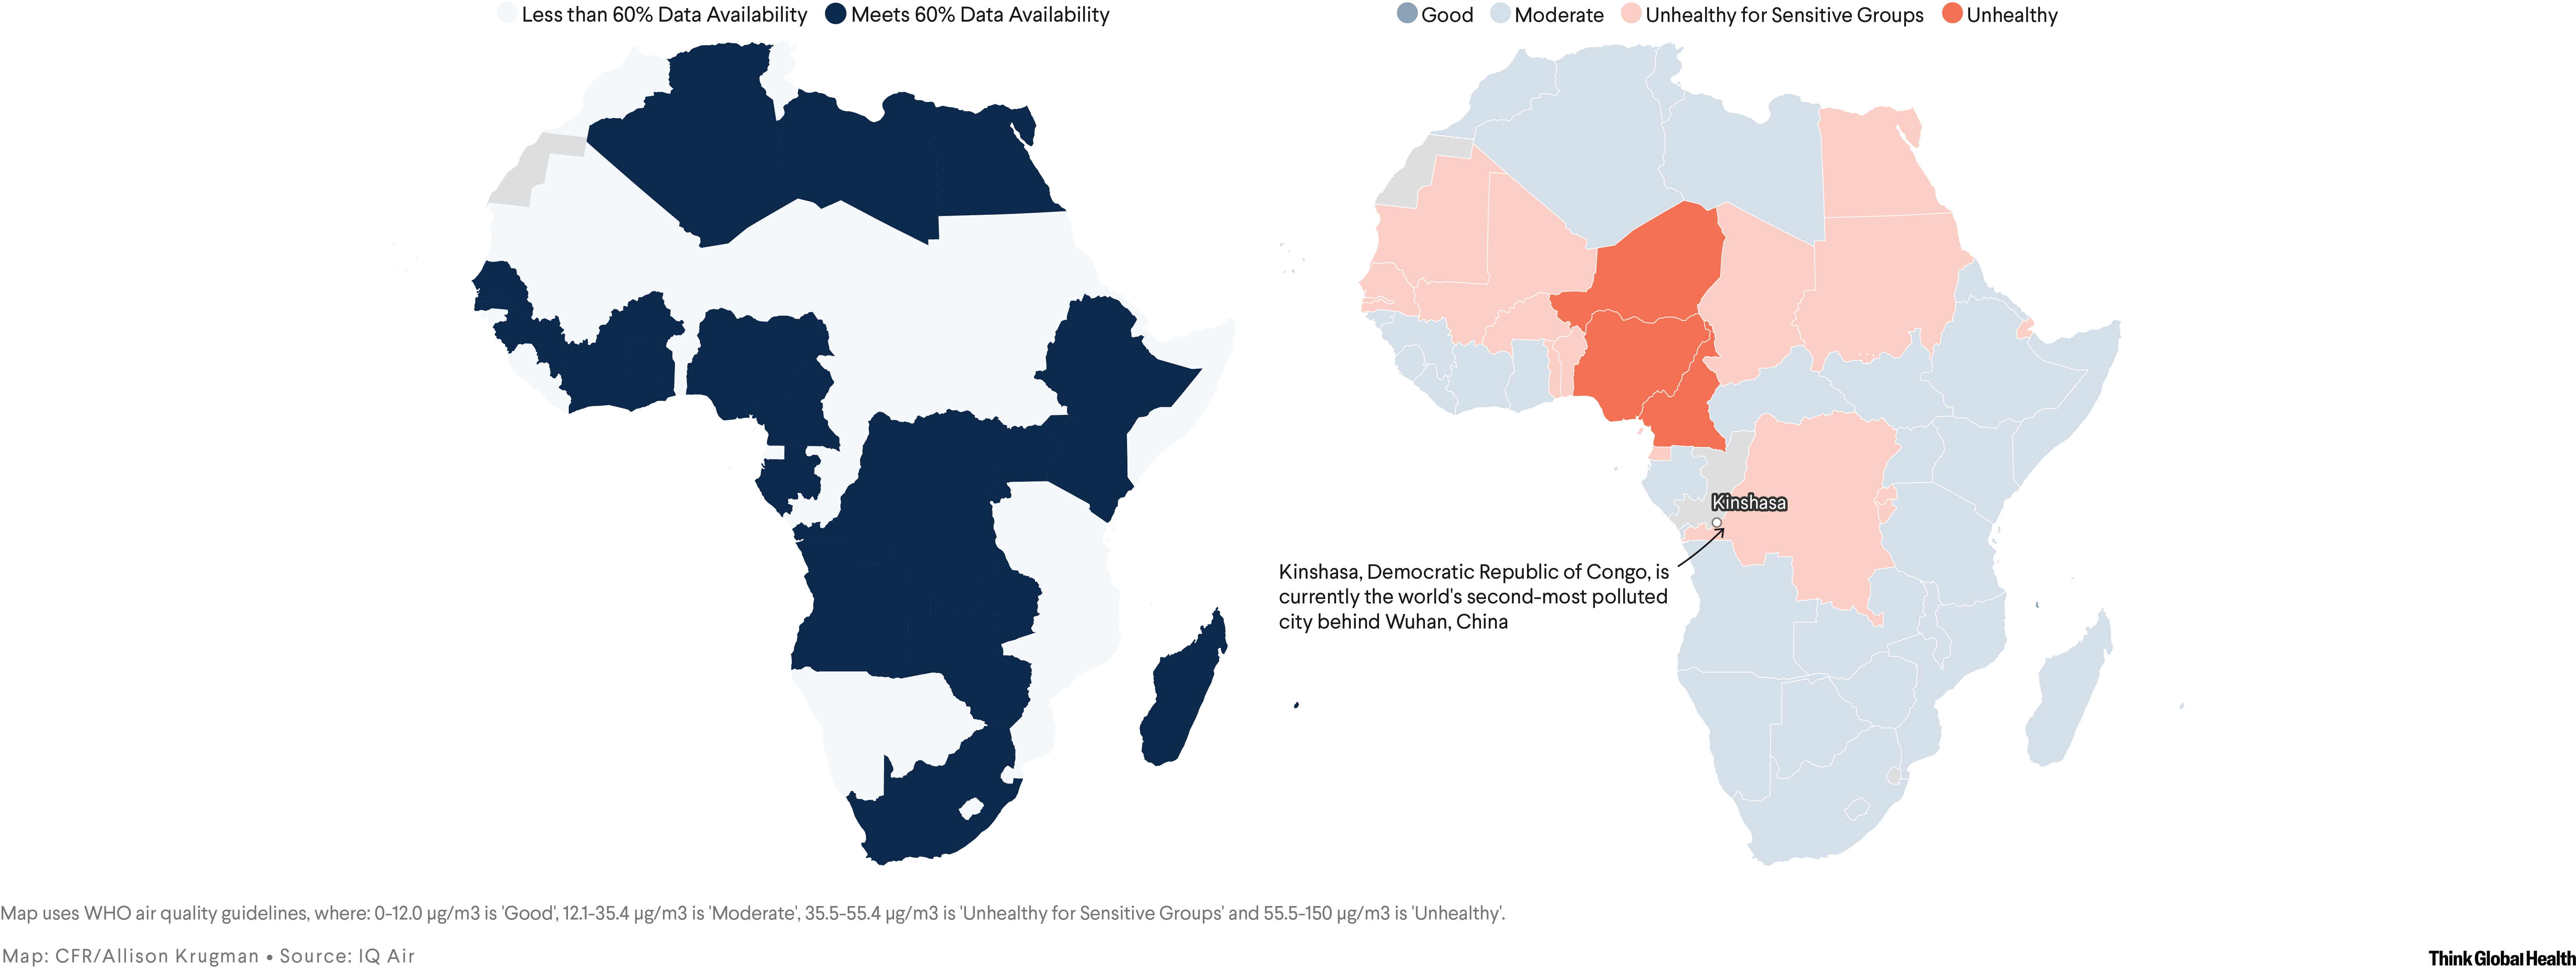 Less than 60% Data Availability Meets 60% Data Availability
Good Moderate Unhealthy for Sensitive Groups Unhealthy
Kinshasa
Kinshasa, Democratic Republic of Congo, is
currently the world's second-most polluted
city behind Wuhan, China
Map uses WHO air quality guidelines, where: 0-12.0 µg/m3 is 'Good', 12.1-35.4 µg/m3 is 'Moderate', 35.5-55.4 µg/m3 is 'Unhealthy for Sensitive Groups' and 55.5-150 µg/m3 is 'Unhealthy'.
Map: CFR/Allison Krugman • Source: IQ Air
Think Global Health